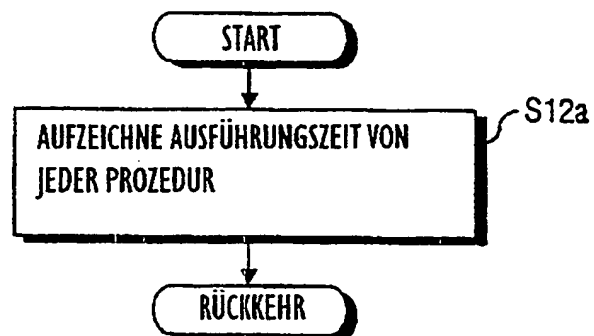 START
AUFZEICHNE AUSFÜHRUNGSZEIT VON
JEDER PROZEDUR
S12a
RÜCKKEHR